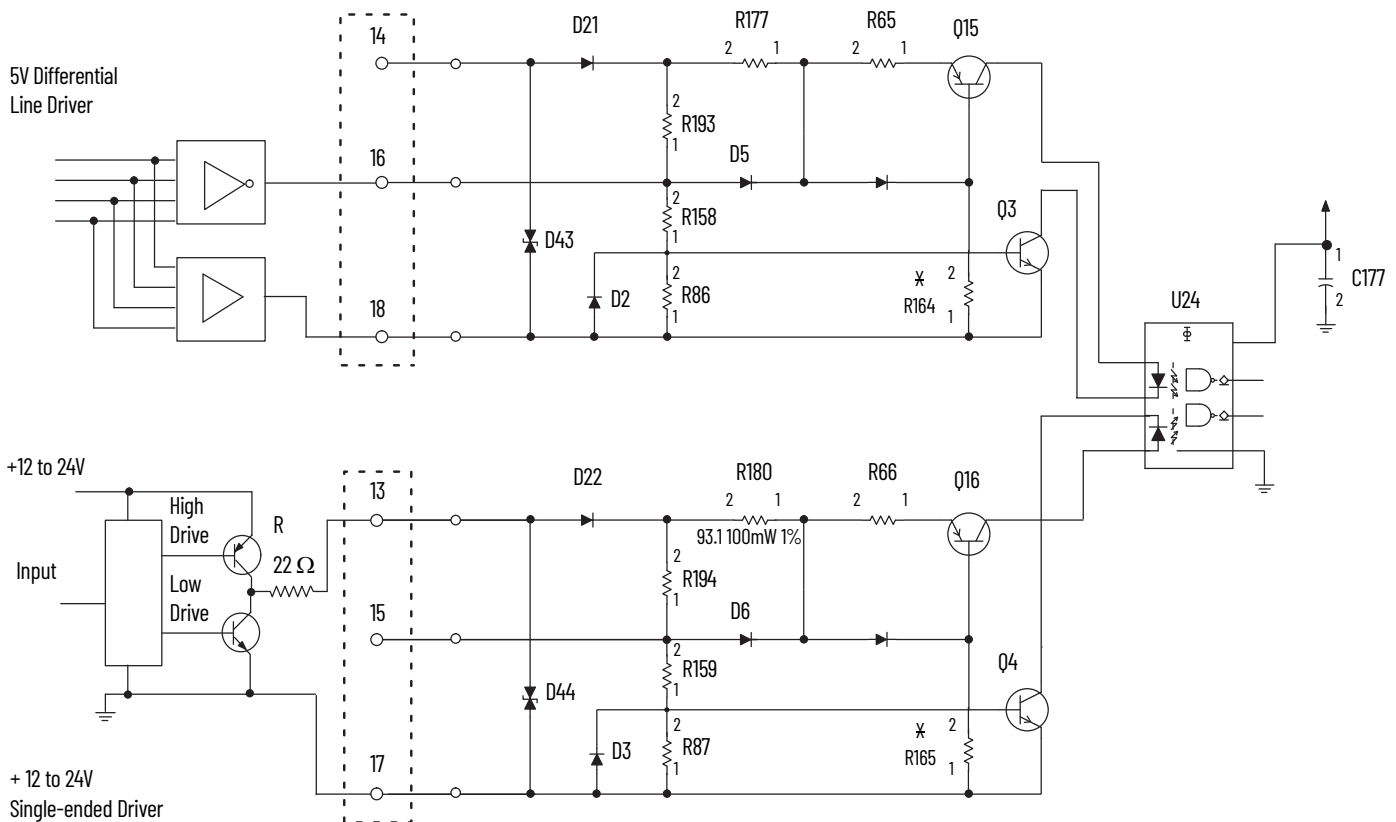 5V Differential
Line Driver
14
16
18
D21
R177
2 1
R65
2 1
Q15
2
R193
1
D5
2
R158
1
D43
D2
2
R86
1
Q3
2
R164
1
U24
1
C177
2
+12 to 24V
High
Drive
R
22 Ω
Input
Low
Drive
+ 12 to 24V
Single-ended Driver
13
15
17
D22
R180
2 1
93.1 100mW 1%
R66
2 1
Q16
2
R194
1
D6
2
R159
1
D44
D3
2
R87
1
Q4
2
R165
1